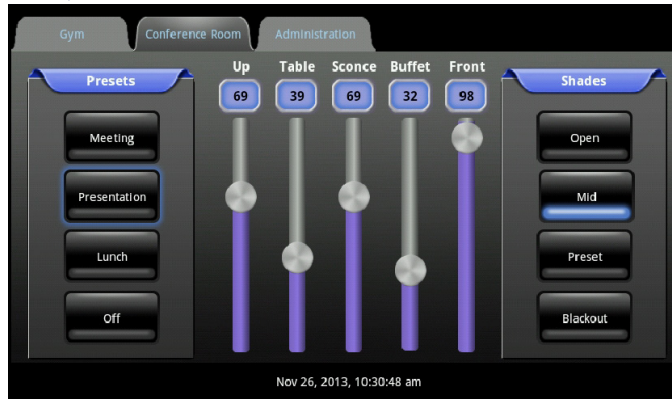 Gym Conference Room Administration
Presets
Meeting
Presentation
Lunch
Off
Up Table Sconce Buffet Front
69 39 69 32 98
Shades
Open
Mid
Preset
Blackout
Nov 26, 2013, 10:30:48 am